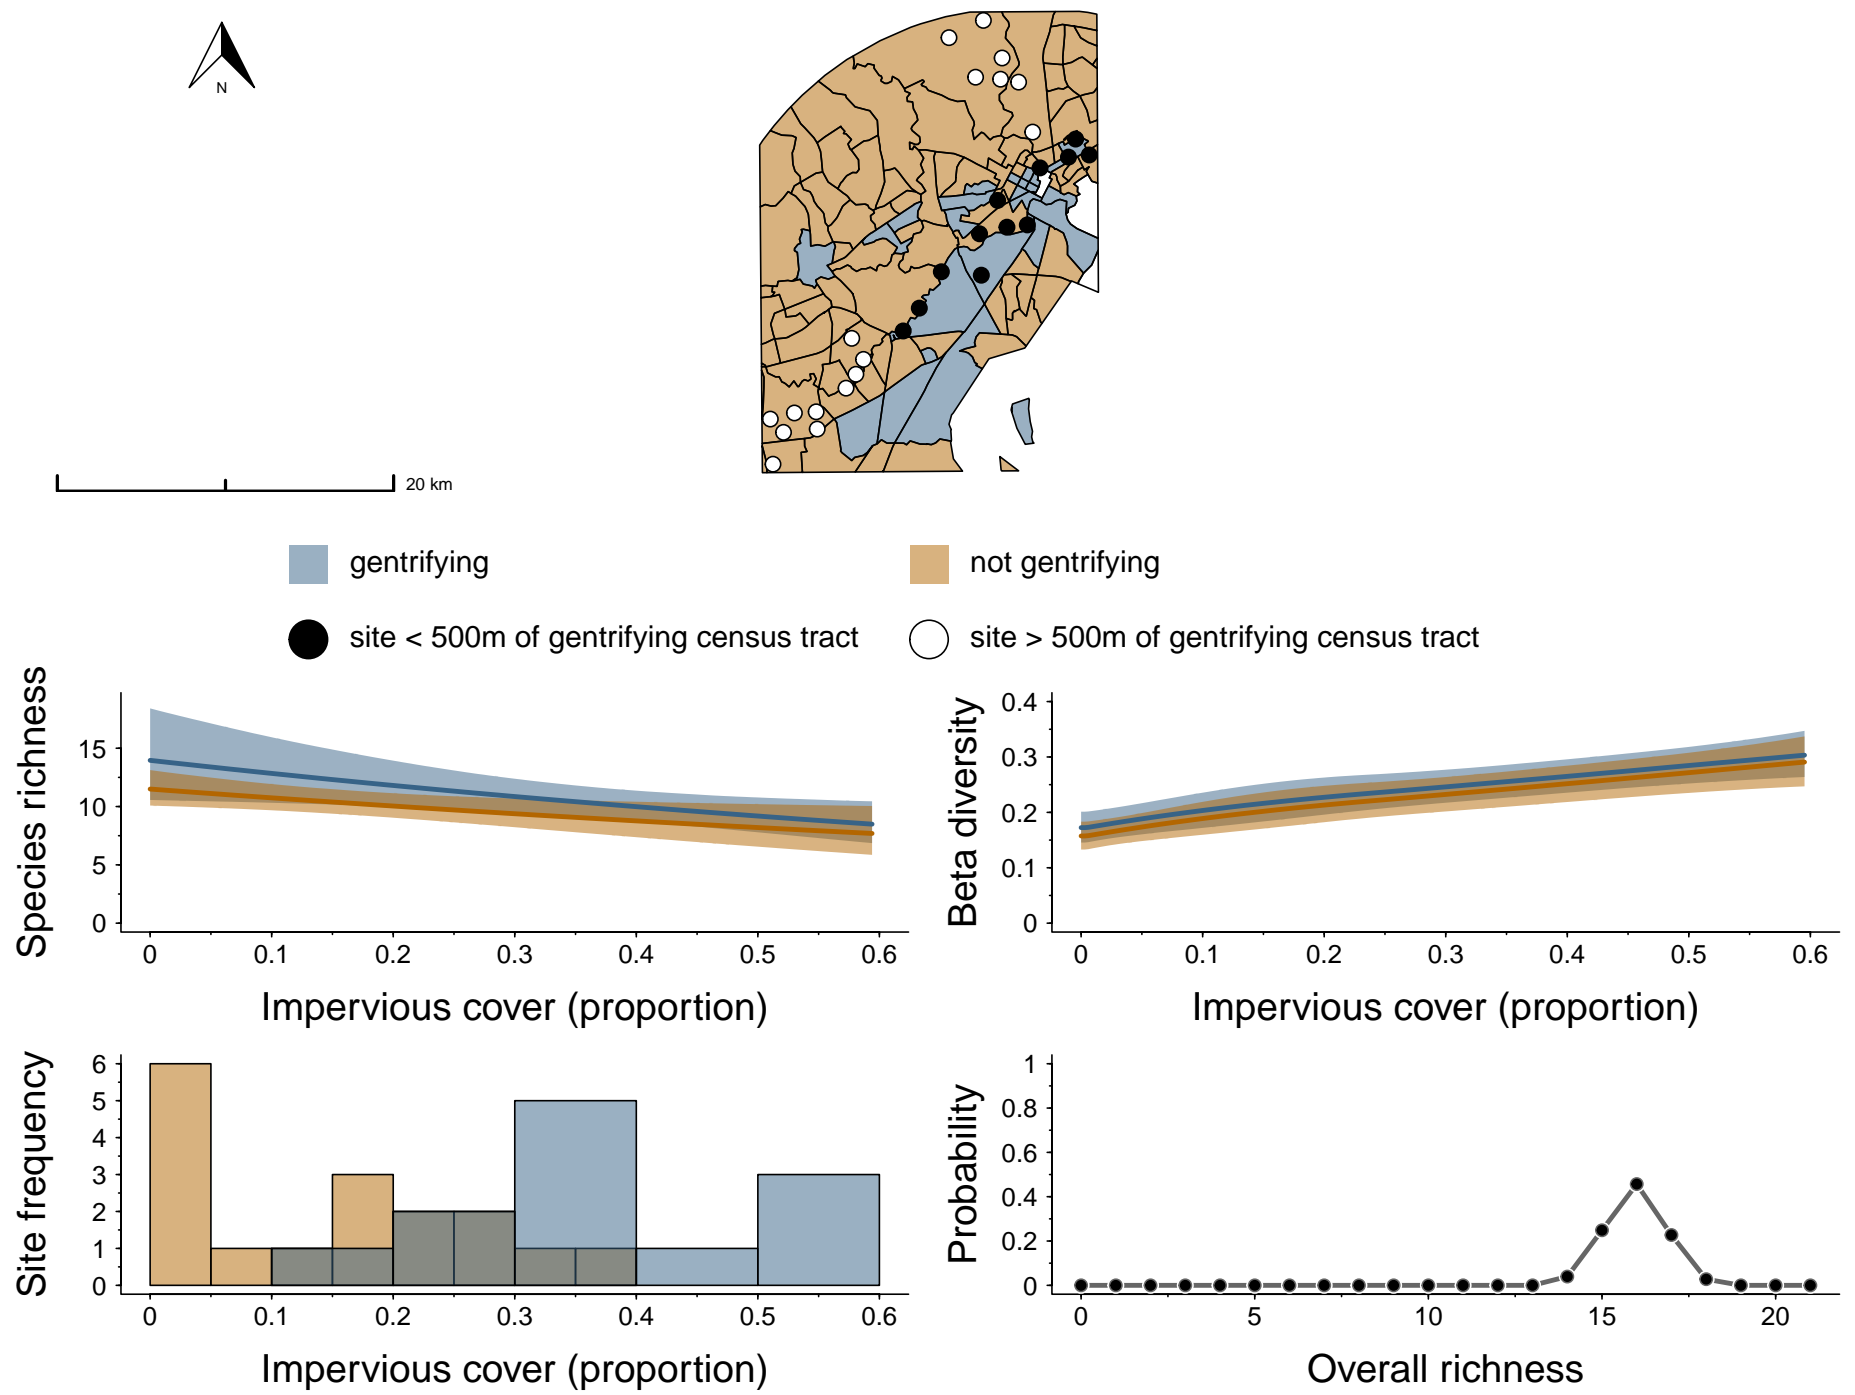 N
20 km
gentrifying
not gentrifying
site < 500m of gentrifying census tract
site > 500m of gentrifying census tract
Species richness
15
10
5
0
0 0.1 0.2 0.3 0.4 0.5 0.6
Impervious cover (proportion)
Beta diversity
0.4
0.3
0.2
0.1
0
0 0.1 0.2 0.3 0.4 0.5 0.6
Impervious cover (proportion)
Site frequency
6
5
4
3
2
1
0
0 0.1 0.2 0.3 0.4 0.5 0.6
Impervious cover (proportion)
Probability
1
0.8
0.6
0.4
0.2
0
0 5 10 15 20
Overall richness